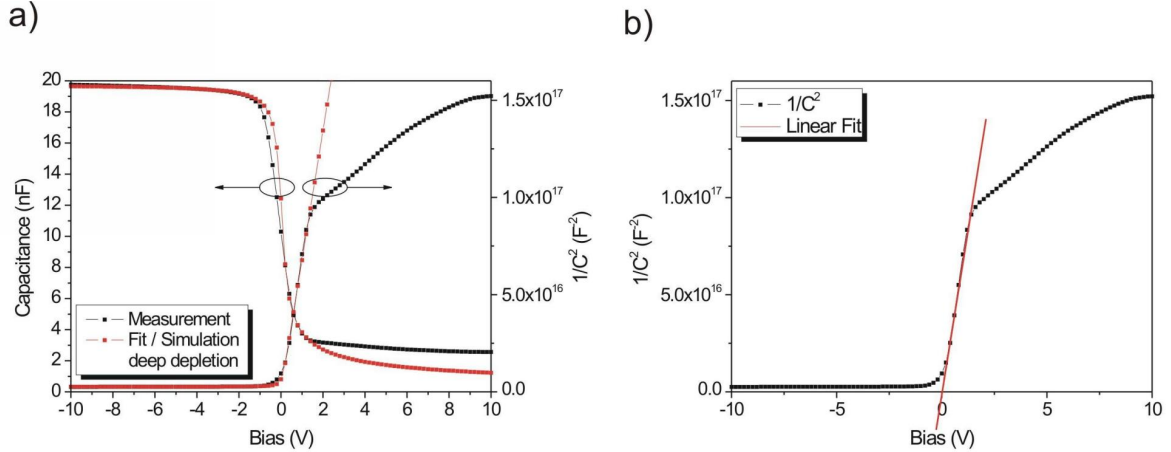 a)
20
18
16
14
12
10
8
6
4
2
0
Capacitance (nF)
1.5x10^17
1.0x10^17
5.0x10^16
0.0
1/C² (F⁻²)
Measurement
Fit / Simulation
deep depletion
-10 -8 -6 -4 -2 0 2 4 6 8 10
Bias (V)
b)
1.5x10^17
1.0x10^17
5.0x10^16
0.0
1/C² (F⁻²)
1/C²
Linear Fit
-10 -5 0 5 10
Bias (V)